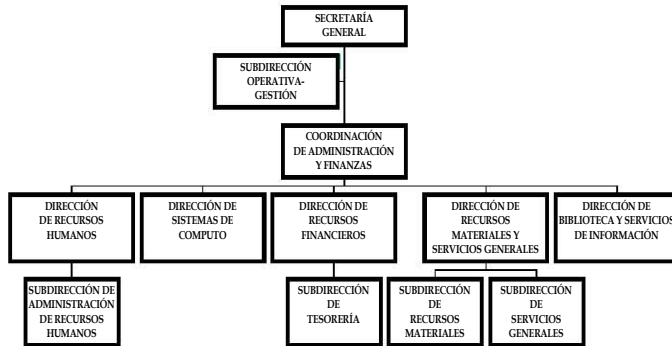 SECRETARÍA
GENERAL
SUBDIRECCIÓN
OPERATIVA-
GESTIÓN
COORDINACIÓN
DE ADMINISTRACIÓN
Y FINANZAS
DIRECCIÓN
DE RECURSOS
HUMANOS
DIRECCIÓN DE
SISTEMAS DE
COMPUTO
DIRECCIÓN DE
RECURSOS
FINANCIEROS
DIRECCIÓN DE
RECURSOS
MATERIALES Y
SERVICIOS GENERALES
DIRECCIÓN DE
BIBLIOTECA Y SERVICIOS
DE INFORMACIÓN
SUBDIRECCIÓN DE
ADMINISTRACIÓN
DE RECURSOS
HUMANOS
SUBDIRECCIÓN
DE
TESORERÍA
SUBDIRECCIÓN
DE
RECURSOS
MATERIALES
SUBDIRECCIÓN
DE
SERVICIOS
GENERALES